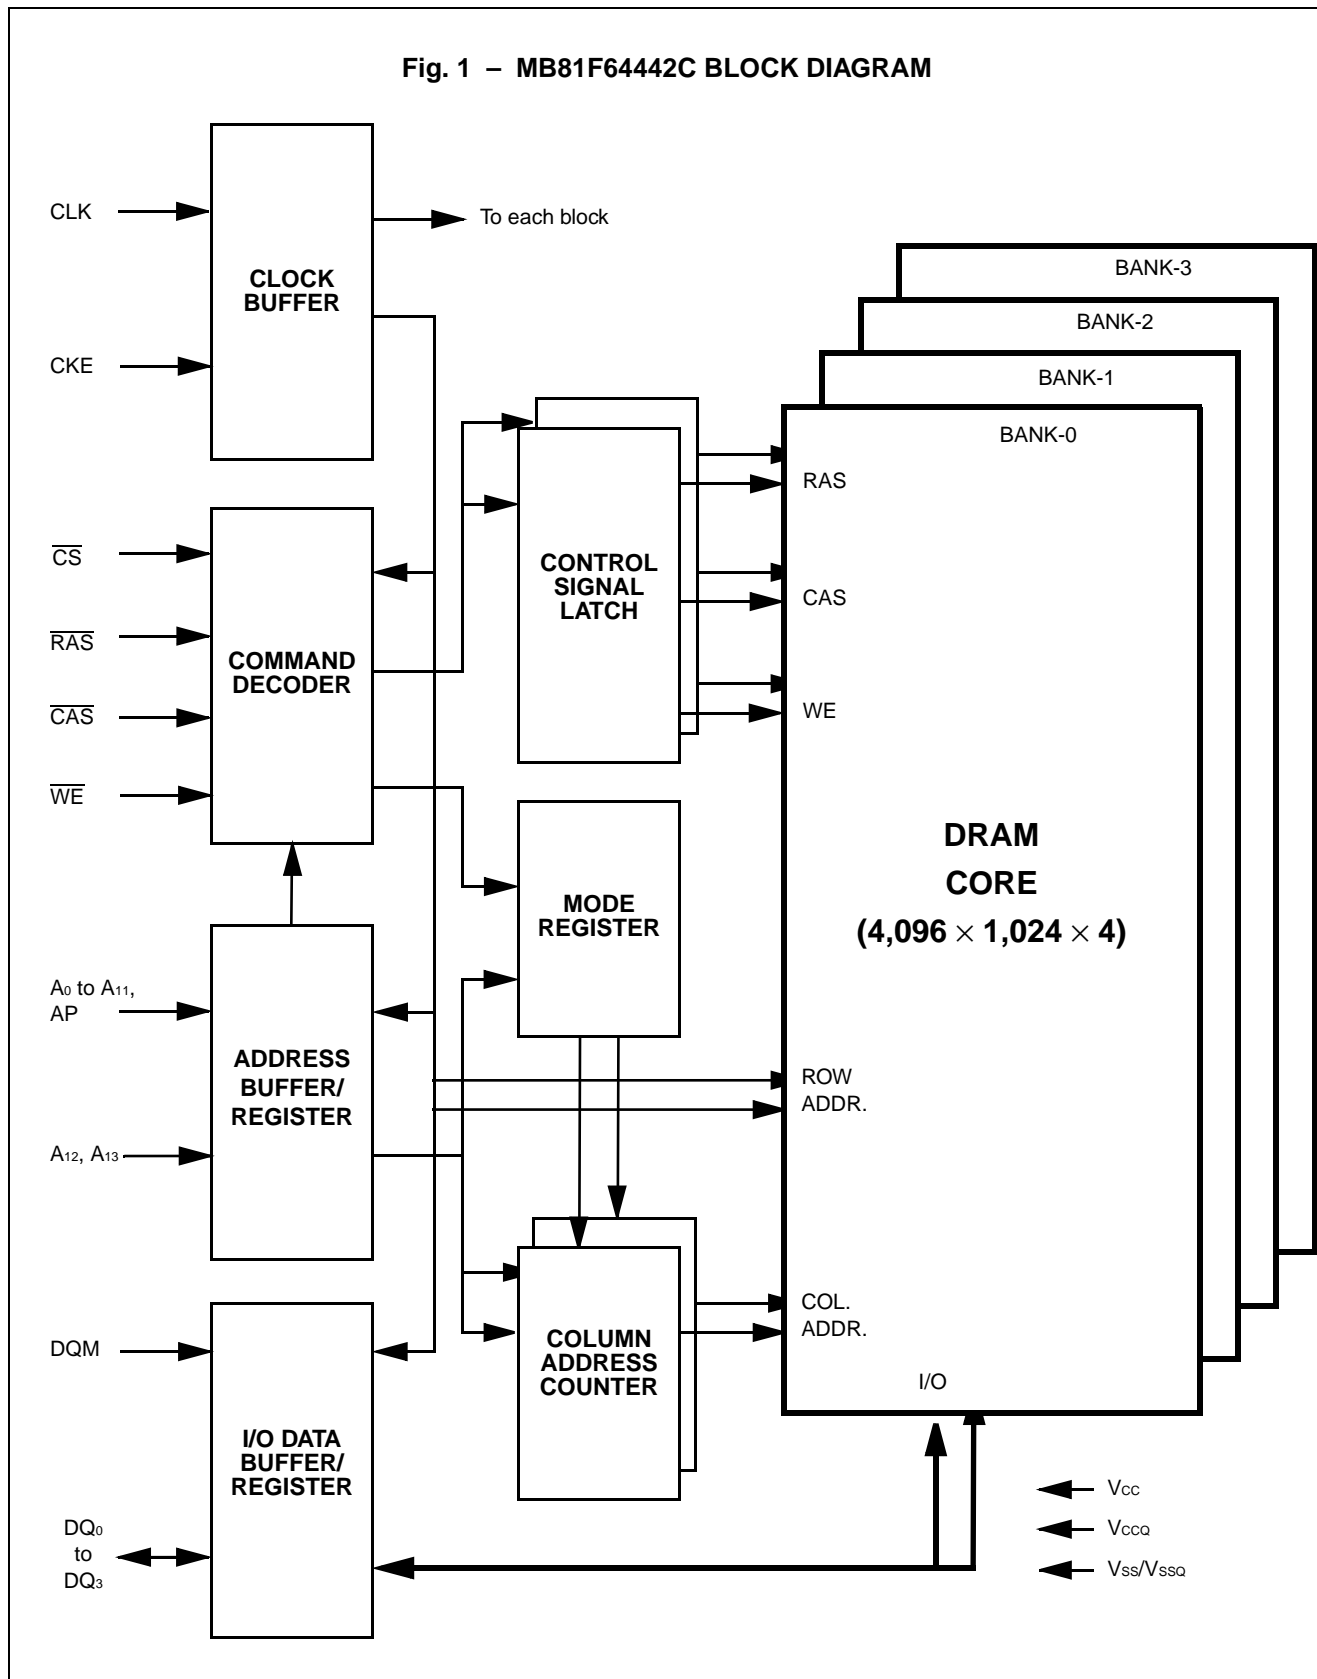 Fig. 1 – MB81F64442C BLOCK DIAGRAM
CLK
CKE
CLOCK
BUFFER
To each block
BANK-3
BANK-2
BANK-1
BANK-0
CS
RAS
CAS
WE
COMMAND
DECODER
CONTROL
SIGNAL
LATCH
RAS
CAS
WE
DRAM
CORE
(4,096 × 1,024 × 4)
MODE
REGISTER
A0 to A11,
AP
A12, A13
ADDRESS
BUFFER/
REGISTER
ROW
ADDR.
COL.
ADDR.
I/O
COLUMN
ADDRESS
COUNTER
DQM
I/O DATA
BUFFER/
REGISTER
DQ0
to
DQ3
VCC
VCCQ
VSS/VSSQ